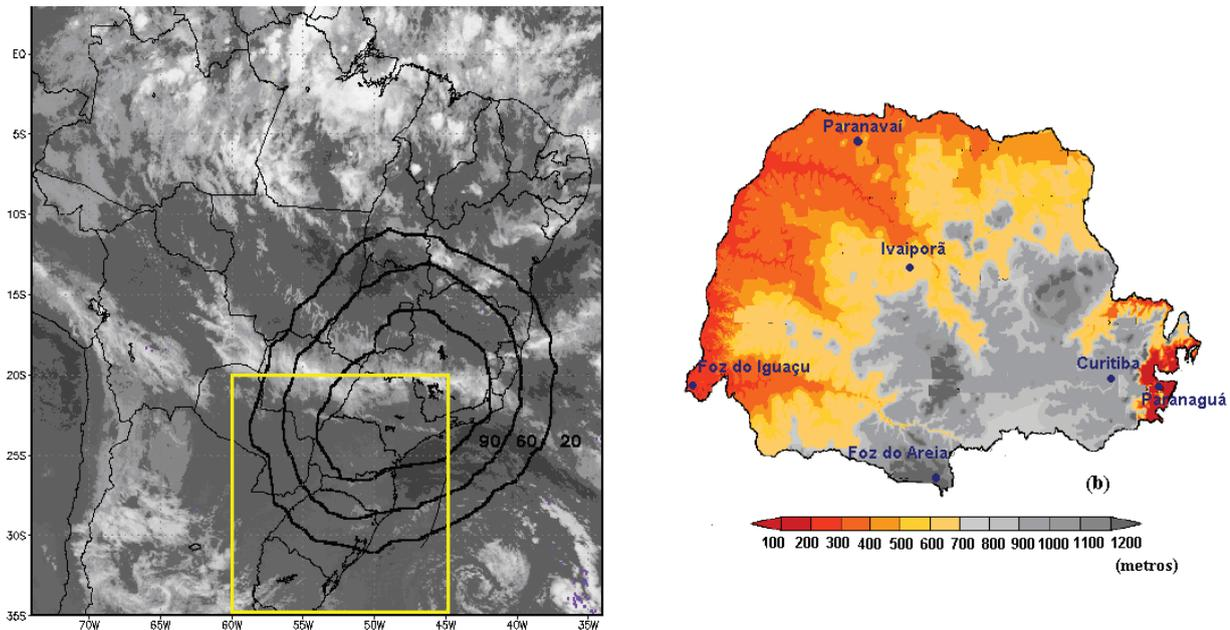 EQ
5S
10S
15S
20S
25S
30S
35S
70W 65W 60W 55W 50W 45W 40W 35W
90 60 20
Paranavaí
Ivaiporã
Foz do Iguaçu
Curitiba
Paranaguá
Foz do Areia
(b)
100 200 300 400 500 600 700 800 900 1000 1100 1200
(metros)